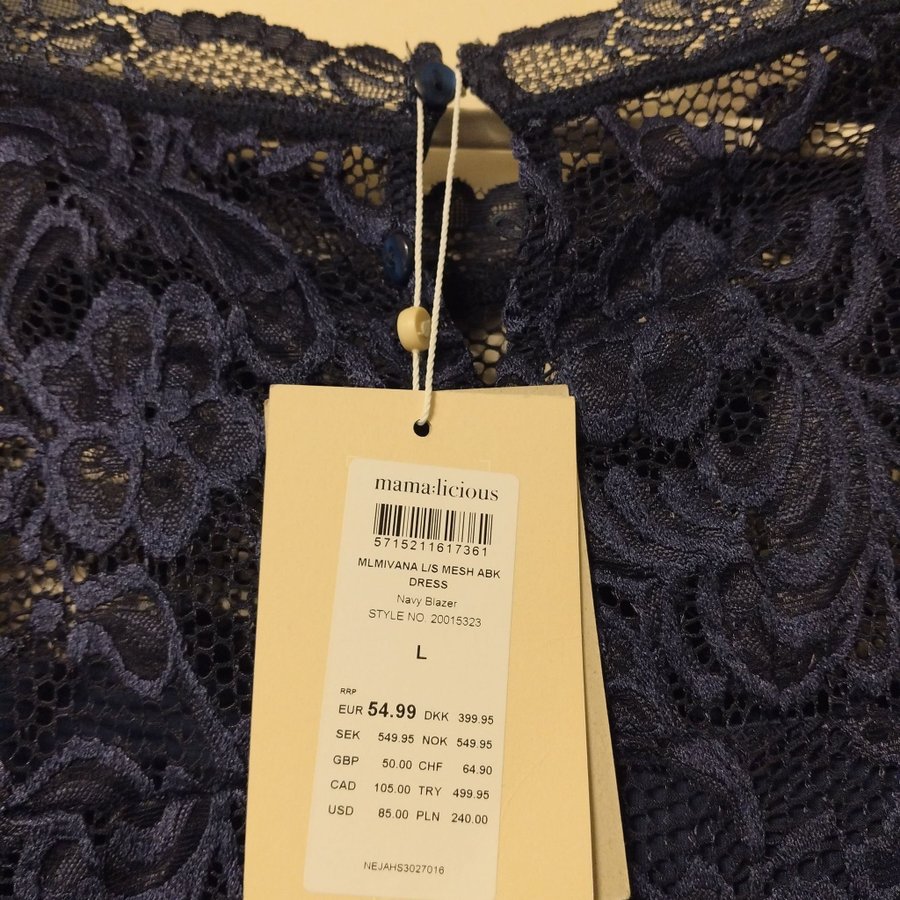 mama:licious
5715211617361
MLMIVANA L/S MESH ABK
DRESS
Navy Blazer
STYLE NO. 20015323
L
RRP
EUR 54.99 DKK 399.95
SEK 549.95 NOK 549.95
GBP 50.00 CHF 64.90
CAD 105.00 TRY 499.95
USD 85.00 PLN 240.00
NEJAHS3027016